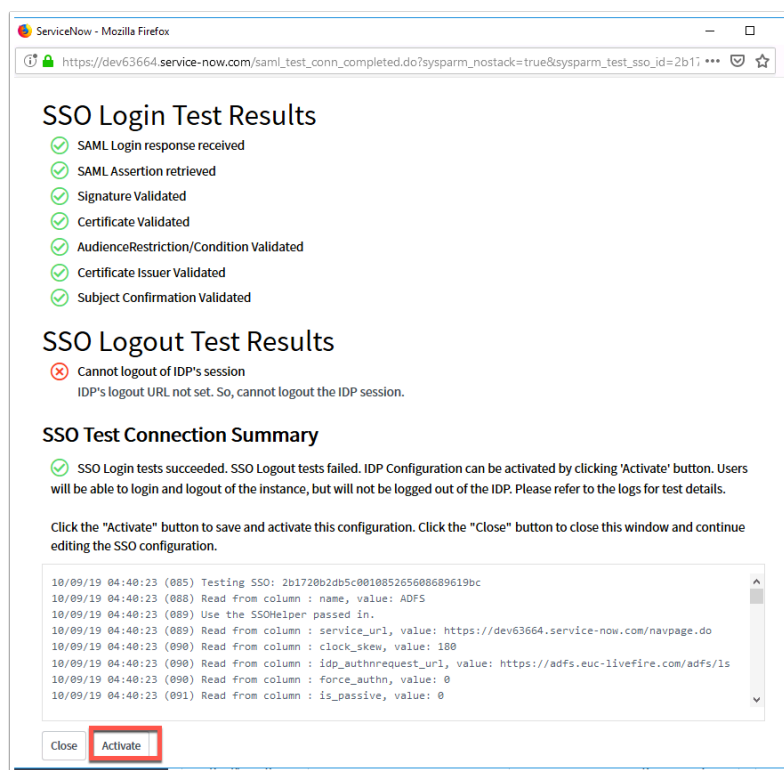 ServiceNow - Mozilla Firefox
https://dev63664.service-now.com/saml_test_conn_completed.do?sysparm_nostack=true&sysparm_test_sso_id=2b17
SSO Login Test Results
SAML Login response received
SAML Assertion retrieved
Signature Validated
Certificate Validated
AudienceRestriction/Condition Validated
Certificate Issuer Validated
Subject Confirmation Validated
SSO Logout Test Results
Cannot logout of IDP's session
IDP's logout URL not set. So, cannot logout the IDP session.
SSO Test Connection Summary
SSO Login tests succeeded. SSO Logout tests failed. IDP Configuration can be activated by clicking 'Activate' button. Users
will be able to login and logout of the instance, but will not be logged out of the IDP. Please refer to the logs for test details.
Click the "Activate" button to save and activate this configuration. Click the "Close" button to close this window and continue
editing the SSO configuration.
10/09/19 04:40:23 (085) Testing SSO: 2b1720b2db5c001085265608689619bc
10/09/19 04:40:23 (088) Read from column : name, value: ADFS
10/09/19 04:40:23 (089) Use the SSOHelper passed in.
10/09/19 04:40:23 (089) Read from column : service_url, value: https://dev63664.service-now.com/navpage.do
10/09/19 04:40:23 (090) Read from column : clock_skew, value: 180
10/09/19 04:40:23 (090) Read from column : idp_authnrequest_url, value: https://adfs.euc-livefire.com/adfs/ls
10/09/19 04:40:23 (090) Read from column : force_authn, value: 0
10/09/19 04:40:23 (091) Read from column : is_passive, value: 0
Close Activate